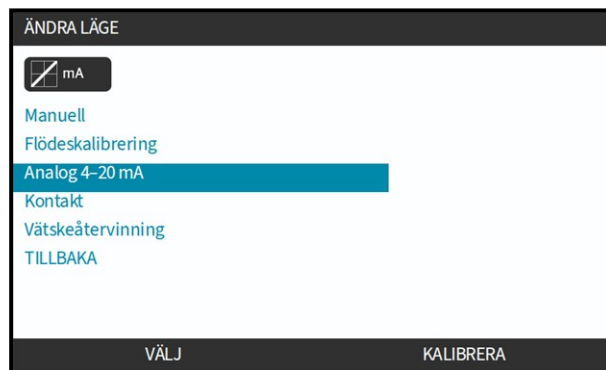 ÄNDRA LÄGE
mA
Manuell
Flödeskalibrering
Analog 4–20 mA
Kontakt
Vätskeåtervinning
TILLBAKA
VÄLJ KALIBRERA